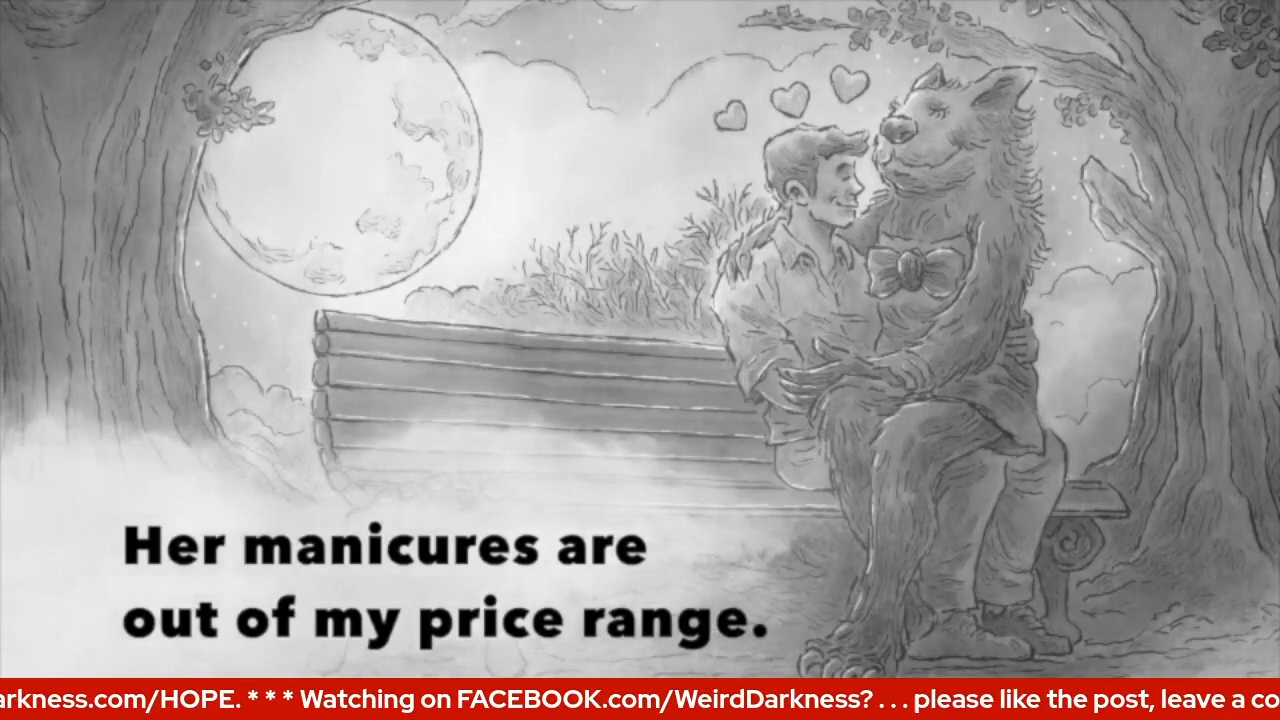 Her manicures are
out of my price range.
arkness.com/HOPE. * * * Watching on FACEBOOK.com/WeirdDarkness? . . . please like the post, leave a co